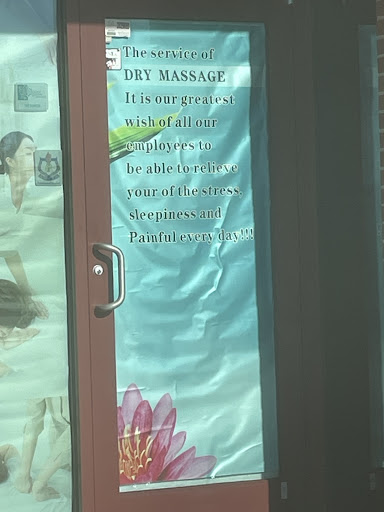 The service of
DRY MASSAGE
It is our greatest
wish of all our
employees to
be able to relieve
your of the stress,
sleepiness and
Painful every day!!!